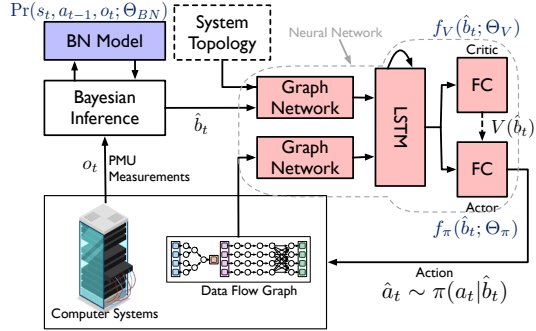 Pr(s_t, a_{t−1}, o_t; Θ_{BN})
BN Model
Bayesian
Inference
System
Topology
Neural Network
f_V(b̂_t; Θ_V)
Critic
Graph
Network
LSTM
FC
b̂_t
V(b̂_t)
Graph
Network
FC
Actor
f_π(b̂_t; Θ_π)
o_t
PMU
Measurements
Data Flow Graph
Computer Systems
Action
â_t ∼ π(a_t|b̂_t)